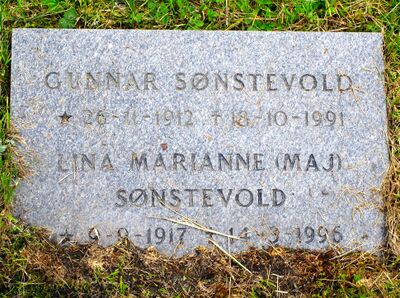 GUNNAR SØNSTEVOLD
★ 26-11-1912 ✝ 18-10-1991
LINA MARIANNE (MAJ)
SØNSTEVOLD
★ 9-9-1917 - 14-3-1996